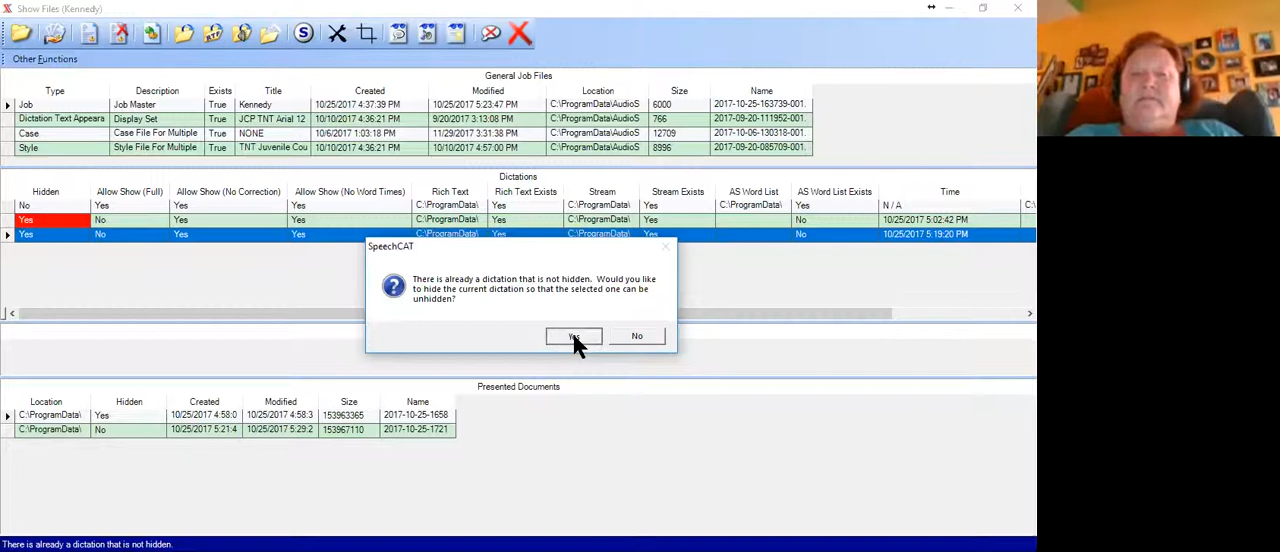 Show Files (Kennedy)
Other Functions
General Job Files
Type Description Exists Title Created Modified Location Size Name
Job Job Master True Kennedy 10/25/2017 4:37:39 PM 10/25/2017 5:23:47 PM C:\ProgramData\AudioS 6000 2017-10-25-163739-001.
Dictation Text Appeara Display Set True JCP TNT Arial 12 10/10/2017 4:36:21 PM 9/20/2017 3:13:08 PM C:\ProgramData\AudioS 766 2017-09-20-111952-001.
Case Case File For Multiple True NONE 10/6/2017 1:03:18 PM 11/29/2017 3:31:38 PM C:\ProgramData\AudioS 12709 2017-10-06-130318-001.
Style Style File For Multiple True TNT Juvenile Cou 10/10/2017 4:36:21 PM 10/10/2017 4:57:00 PM C:\ProgramData\AudioS 8996 2017-09-20-085709-001.
Dictations
Hidden Allow Show (Full) Allow Show (No Correction) Allow Show (No Word Times) Rich Text Rich Text Exists Stream Stream Exists AS Word List AS Word List Exists Time
No Yes Yes Yes C:\ProgramData\ Yes C:\ProgramData\ Yes C:\ProgramData\ Yes N / A C:\
Yes No Yes Yes C:\ProgramData\ Yes C:\ProgramData\ Yes No 10/25/2017 5:02:42 PM C:\
Yes No Yes Yes C:\ProgramData\ Yes C:\ProgramData\ Yes No 10/25/2017 5:19:20 PM
SpeechCAT
There is already a dictation that is not hidden. Would you like
to hide the current dictation so that the selected one can be
unhidden?
Yes No
Presented Documents
Location Hidden Created Modified Size Name
C:\ProgramData\ Yes 10/25/2017 4:58:0 10/25/2017 4:58:3 153963365 2017-10-25-1658
C:\ProgramData\ No 10/25/2017 5:21:4 10/25/2017 5:29:2 153967110 2017-10-25-1721
There is already a dictation that is not hidden.